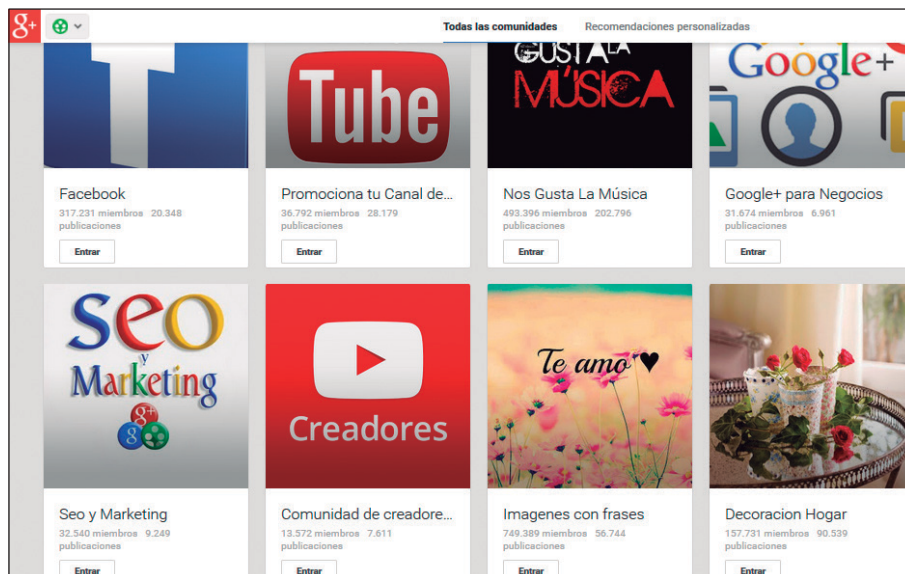 g+
Todas las comunidades Recomendaciones personalizadas
f
Tube
GUSTA LA
MÚSICA
Google+
Facebook
317.231 miembros 20.348
publicaciones
Entrar
Promociona tu Canal de...
36.792 miembros 28.179
publicaciones
Entrar
Nos Gusta La Música
493.396 miembros 202.796
publicaciones
Entrar
Google+ para Negocios
31.674 miembros 6.961
publicaciones
Entrar
SEO
y
Marketing
g+
g
Creadores
Te amo ♥
Seo y Marketing
32.540 miembros 9.249
publicaciones
Entrar
Comunidad de creadore...
13.572 miembros 7.611
publicaciones
Entrar
Imagenes con frases
749.389 miembros 56.744
publicaciones
Entrar
Decoracion Hogar
157.731 miembros 90.539
publicaciones
Entrar